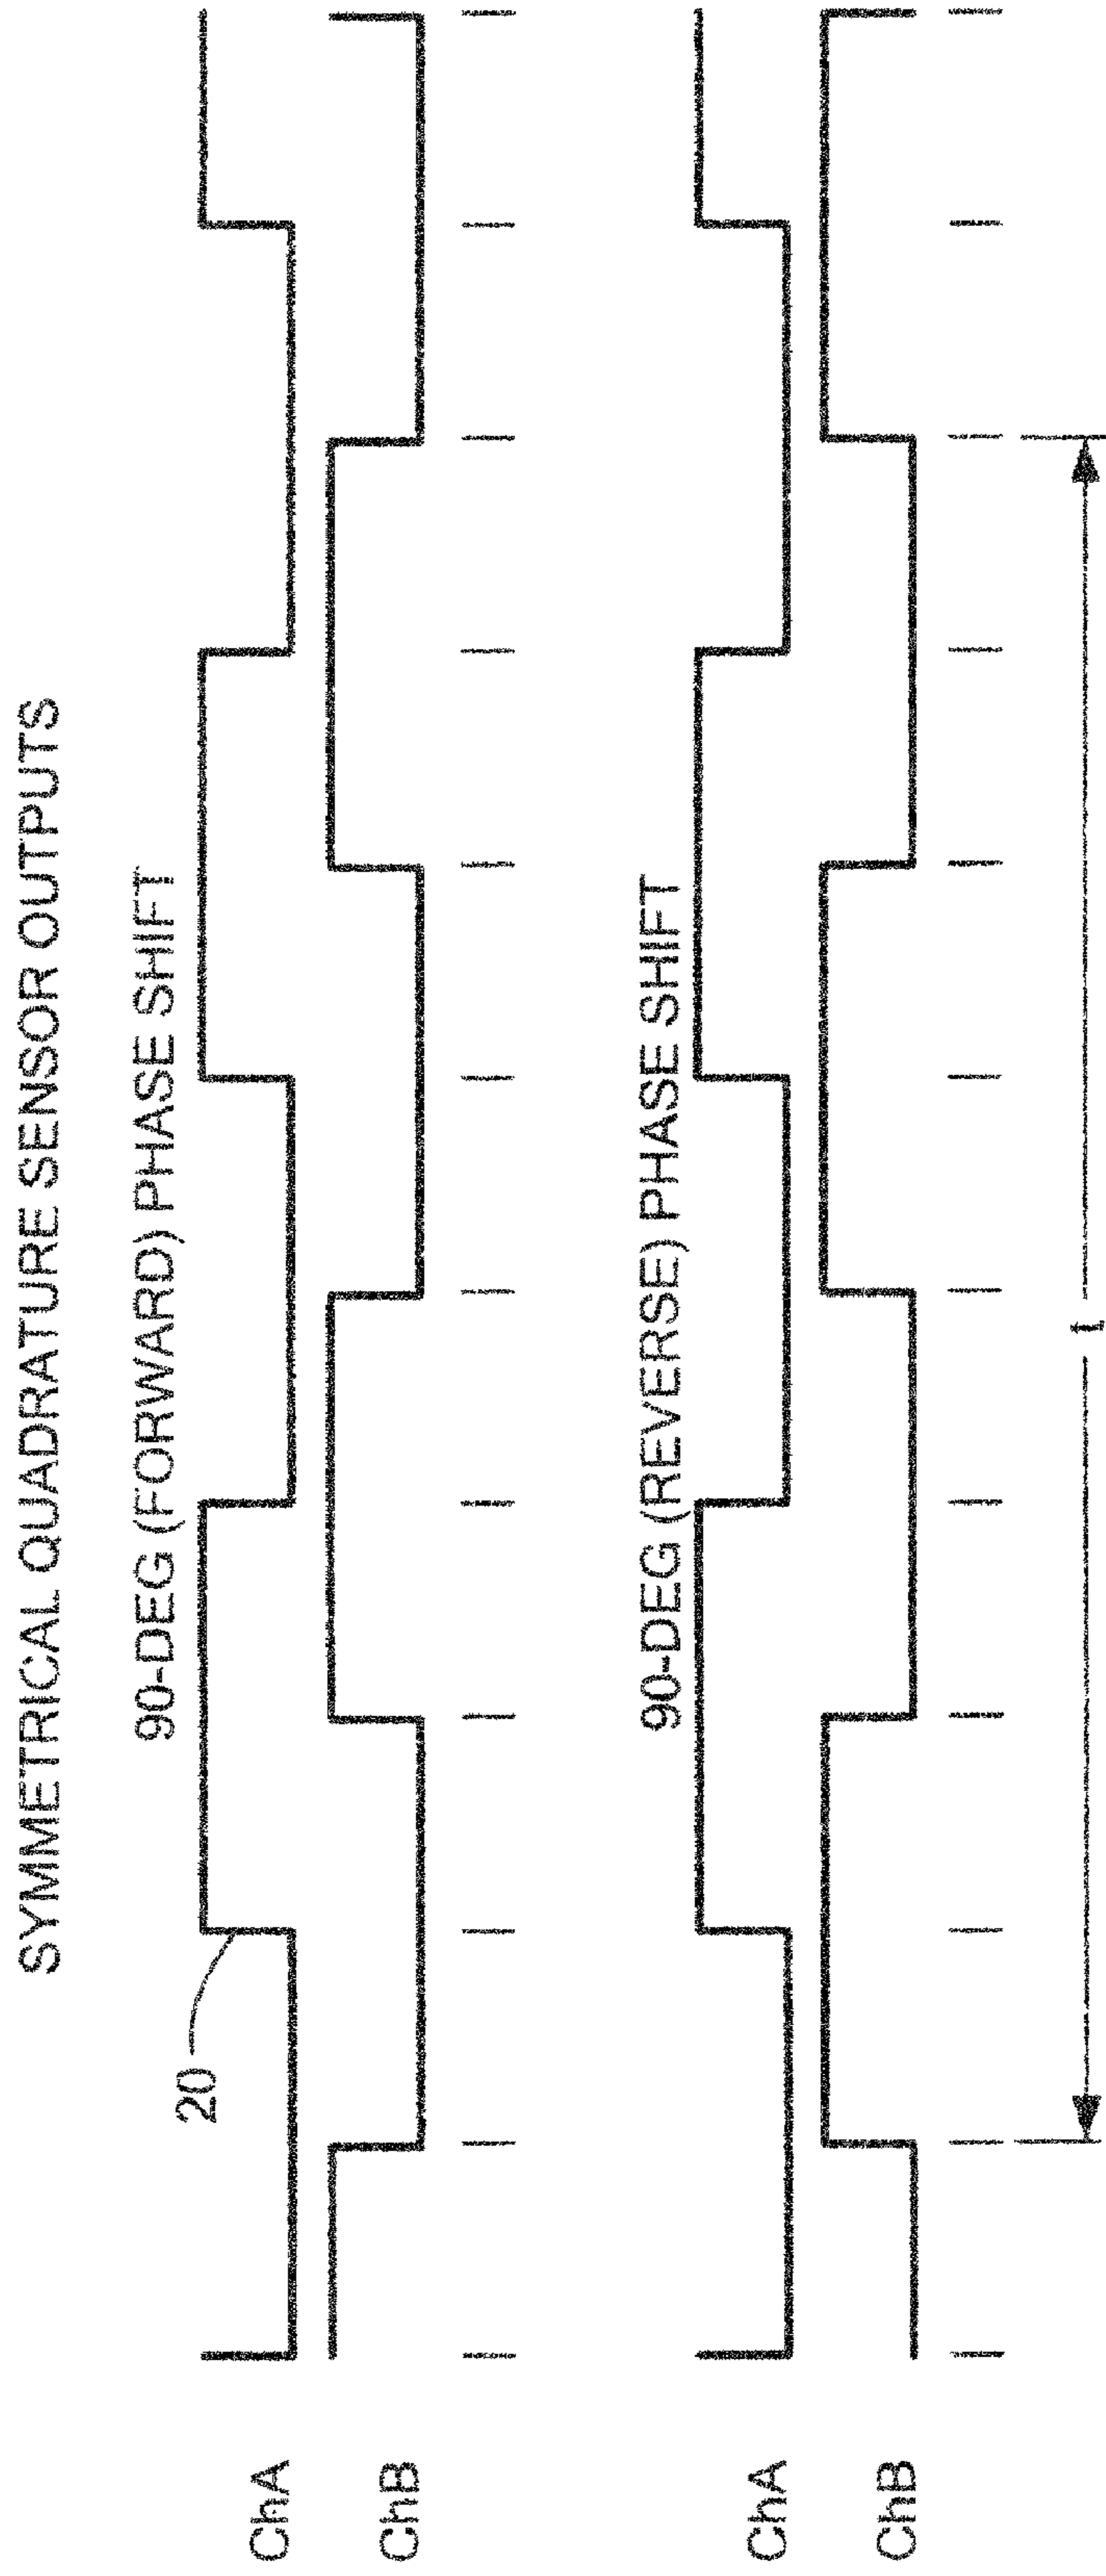 SYMMETRICAL QUADRATURE SENSOR OUTPUTS
90-DEG (FORWARD) PHASE SHIFT
20
ChA
ChB
90-DEG (REVERSE) PHASE SHIFT
ChA
ChB
t